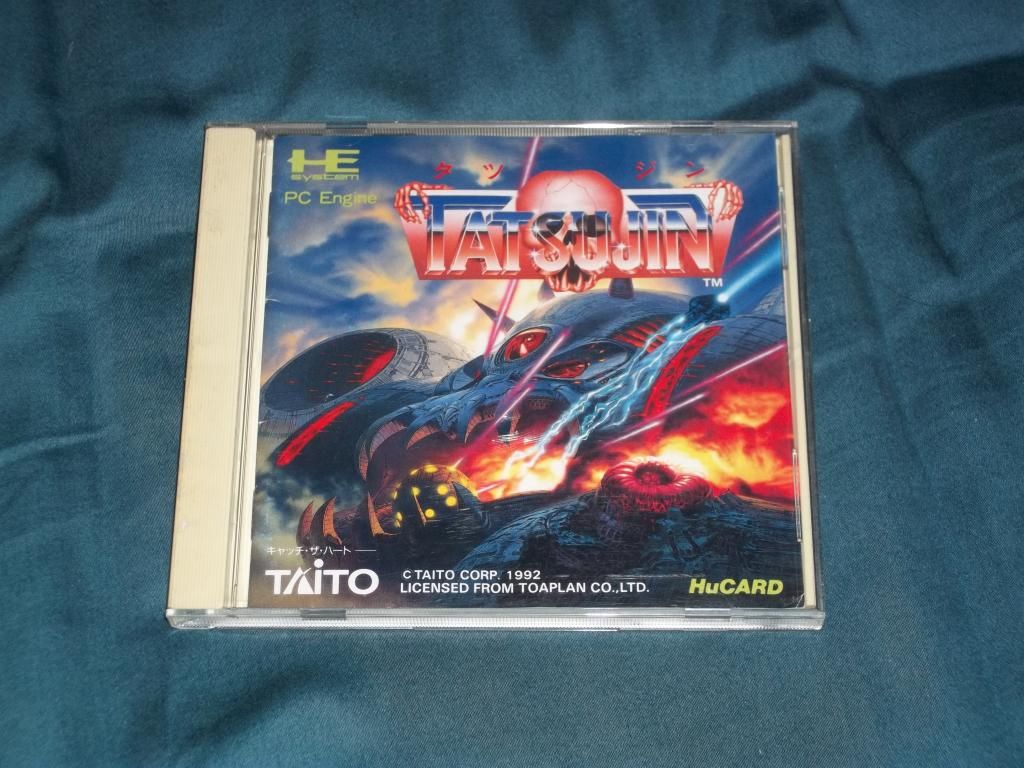 HE
system
PC Engine
タツジン
TATSUJIN
TM
キャッチ・ザ・ハート
TAITO
C TAITO CORP. 1992
LICENSED FROM TOAPLAN CO.,LTD.
HuCARD